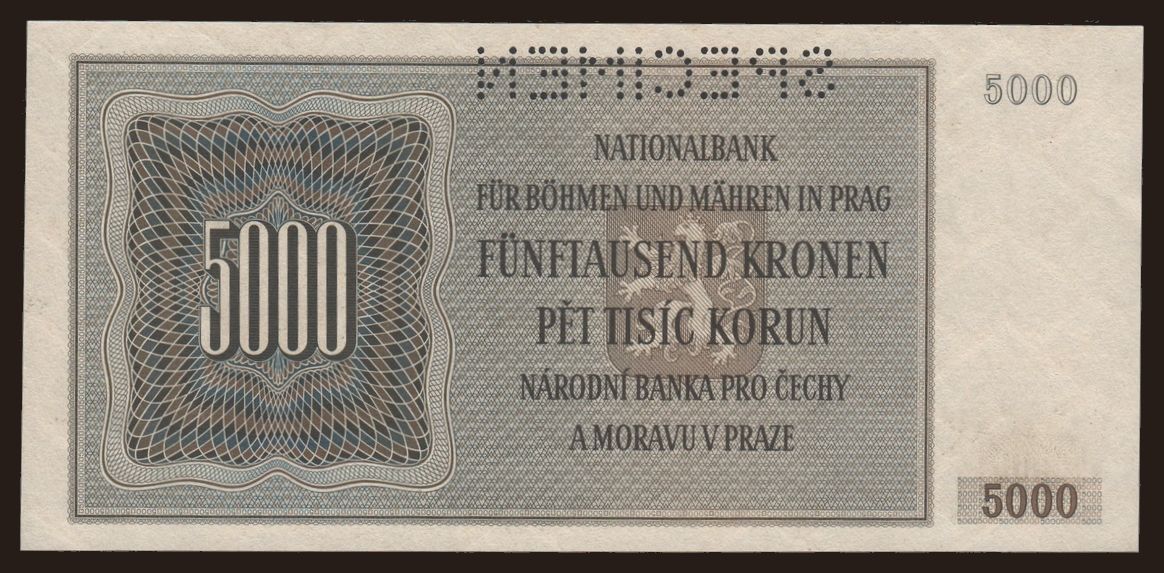 SPECIMEN
5000
NATIONALBANK
FÜR BÖHMEN UND MÄHREN IN PRAG
5000
FÜNFTAUSEND KRONEN
PĚT TISÍC KORUN
NÁRODNÍ BANKA PRO ČECHY
A MORAVU V PRAZE
5000